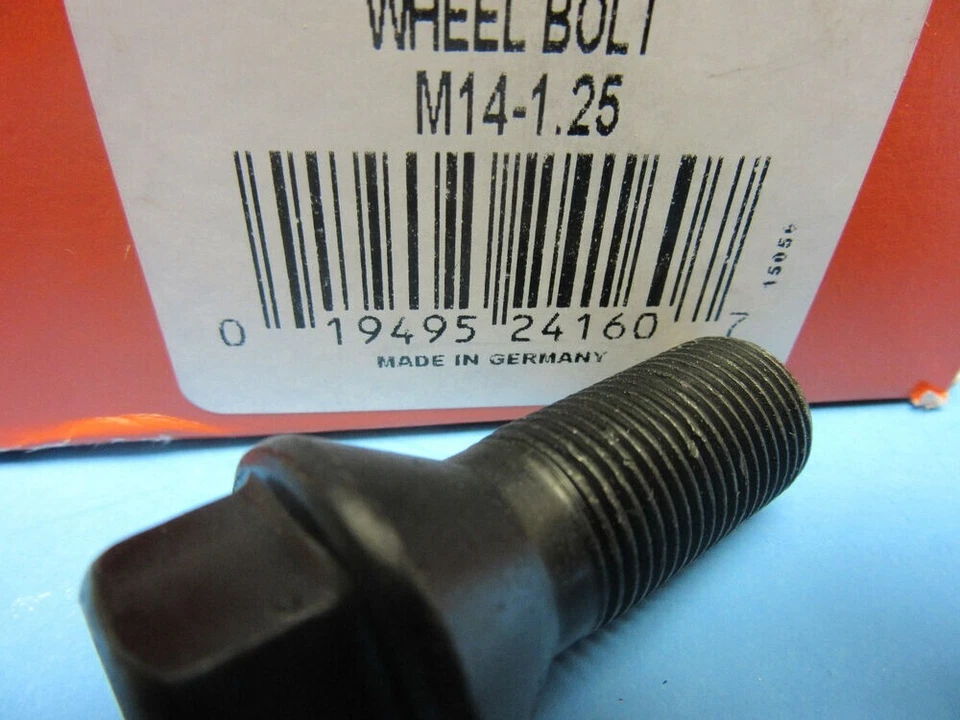 WHEEL BOLT
M14-1.25
0 19495 24160 7
MADE IN GERMANY